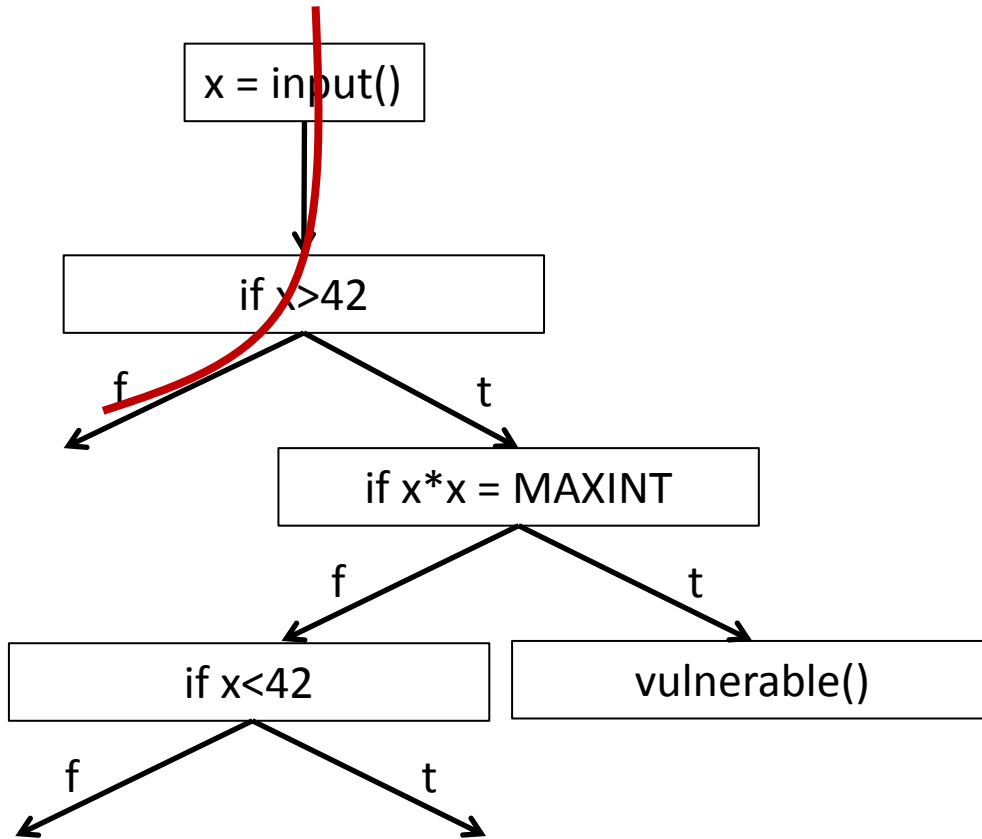 x = input()
if x>42
f
t
if x*x = MAXINT
f
t
if x<42
vulnerable()
f
t